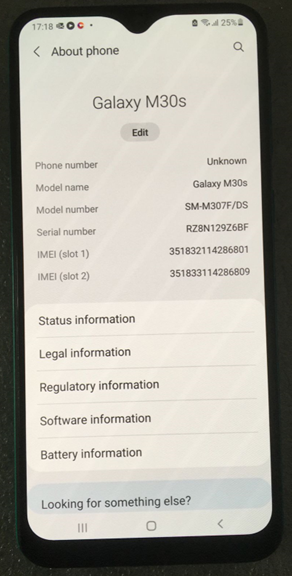 17:18
25%
About phone
Galaxy M30s
Edit
Phone number Unknown
Model name Galaxy M30s
Model number SM-M307F/DS
Serial number RZ8N129Z6BF
IMEI (slot 1) 351832114286801
IMEI (slot 2) 351833114286809
Status information
Legal information
Regulatory information
Software information
Battery information
Looking for something else?